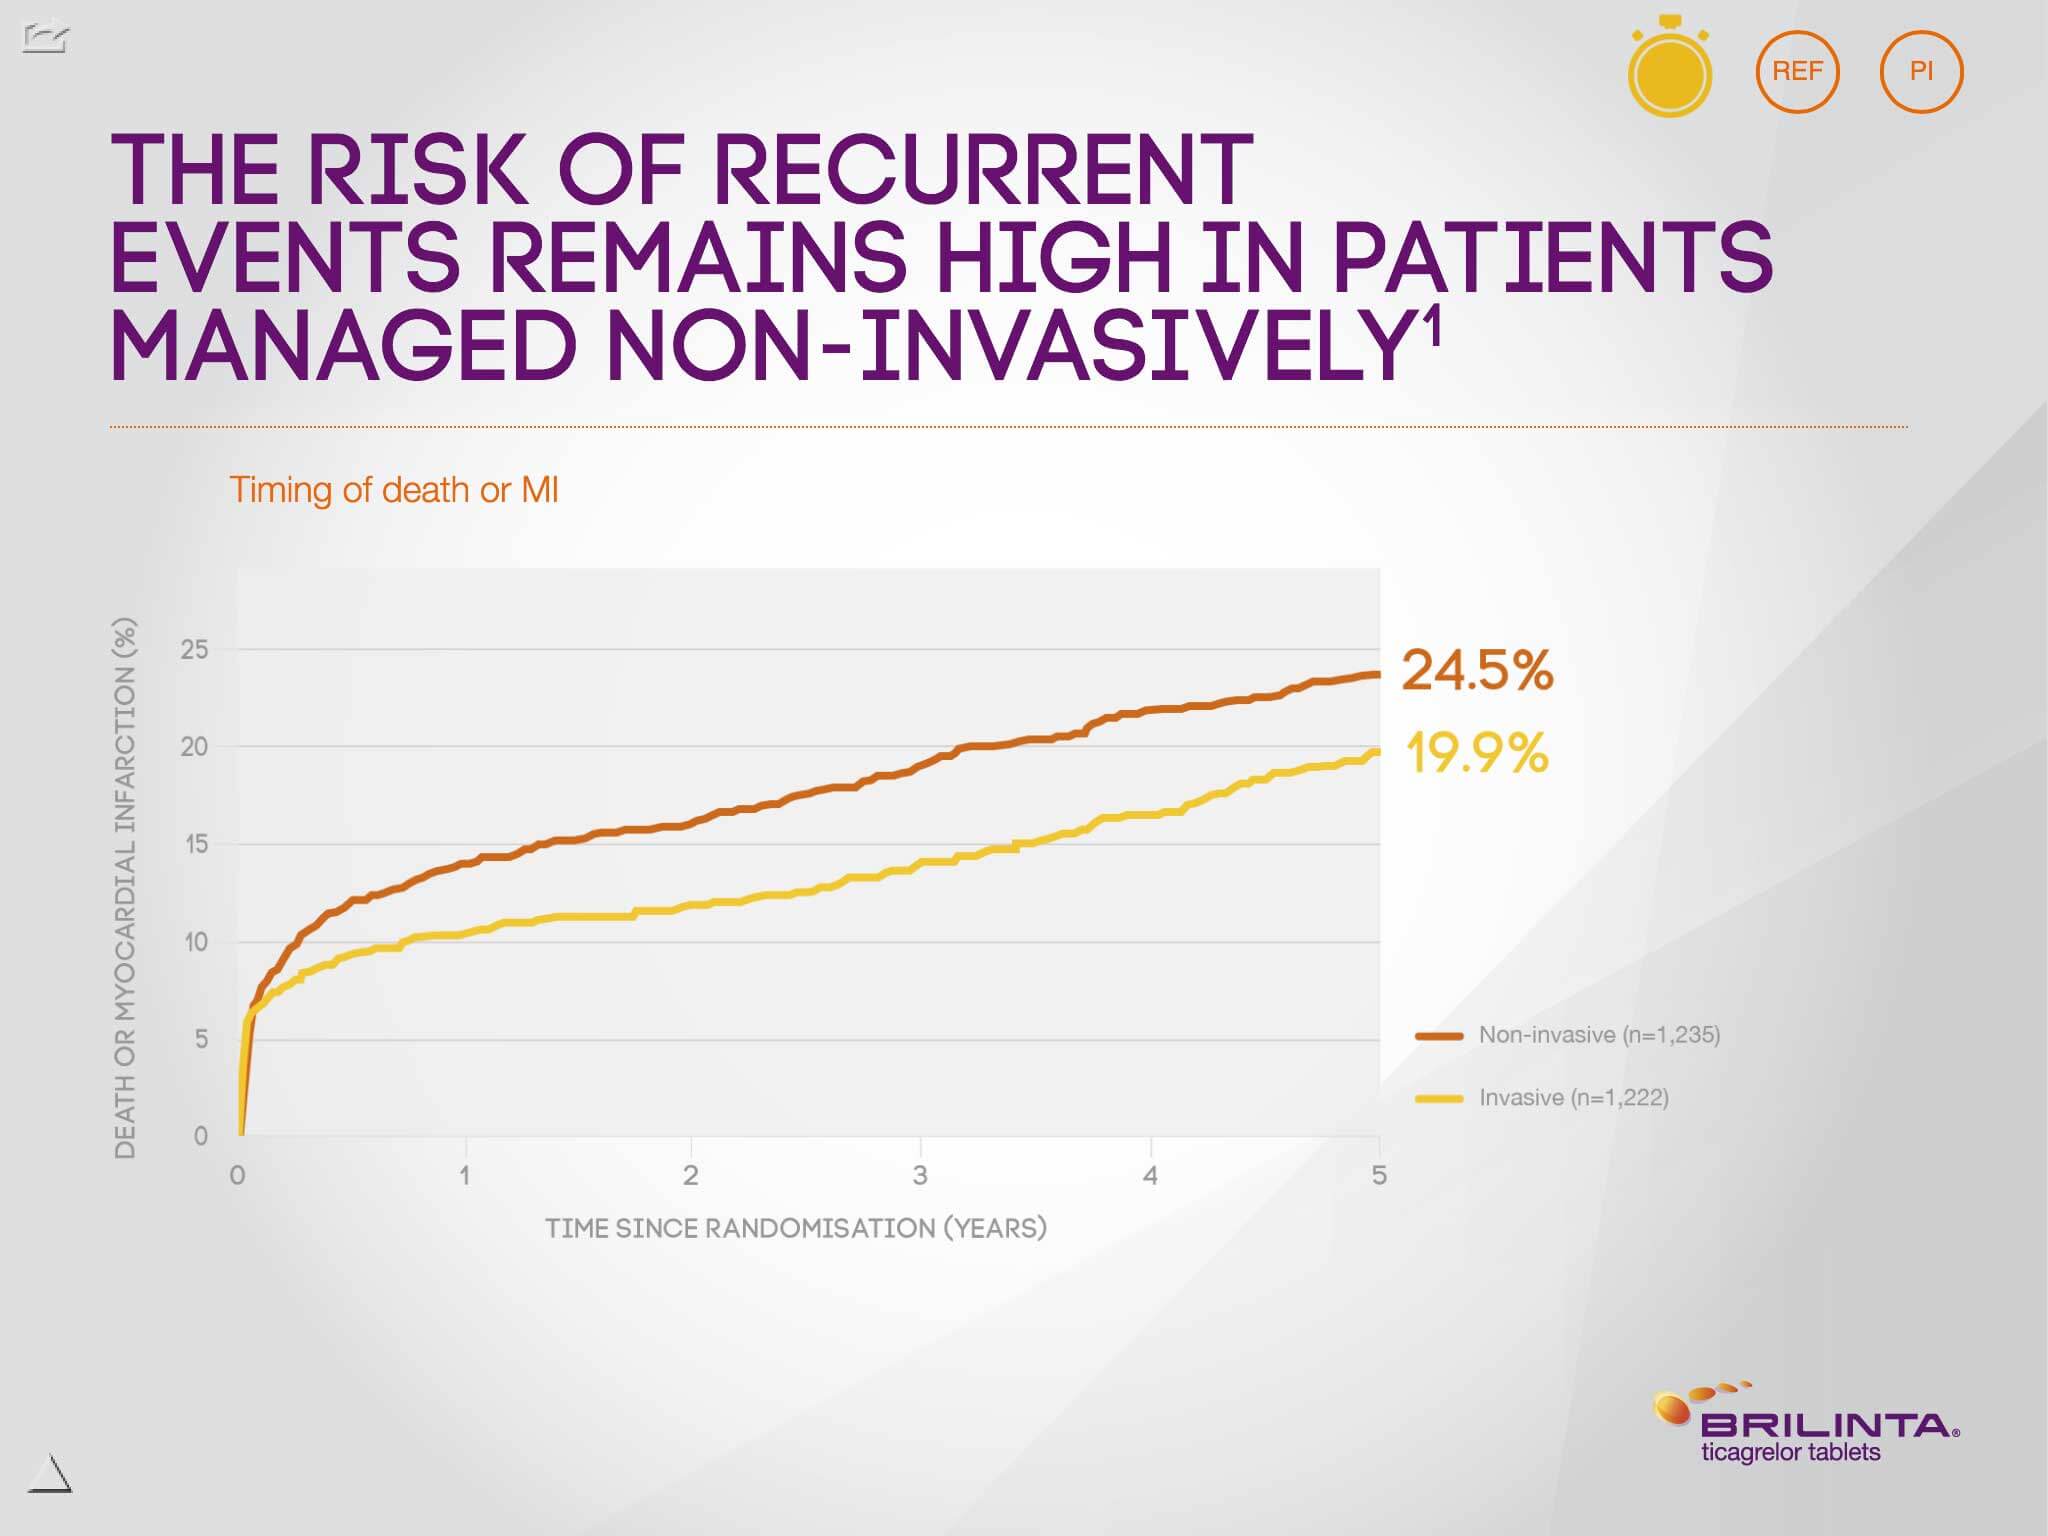 REF
PI
THE RISK OF RECURRENT
EVENTS REMAINS HIGH IN PATIENTS
MANAGED NON-INVASIVELY¹
Timing of death or MI
DEATH OR MYOCARDIAL INFARCTION (%)
25
20
15
10
5
0
0 1 2 3 4 5
TIME SINCE RANDOMISATION (YEARS)
24.5%
19.9%
Non-invasive (n=1,235)
Invasive (n=1,222)
BRILINTA®
ticagrelor tablets